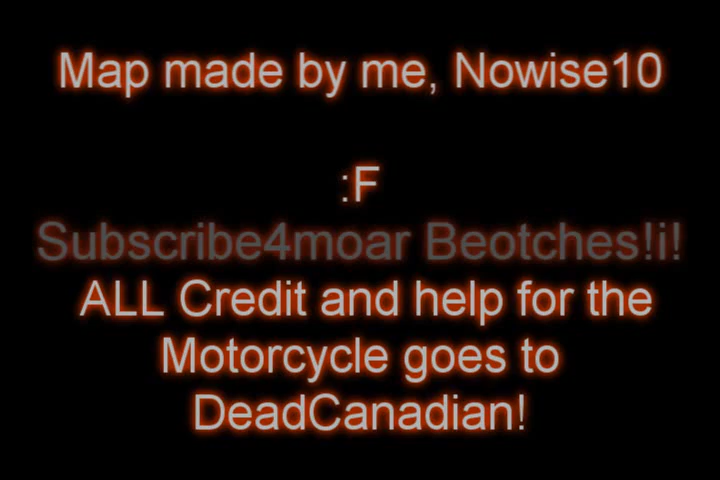 Map made by me, Nowise10
:F
Subscribe4moar Beotches!i!
ALL Credit and help for the
Motorcycle goes to
DeadCanadian!